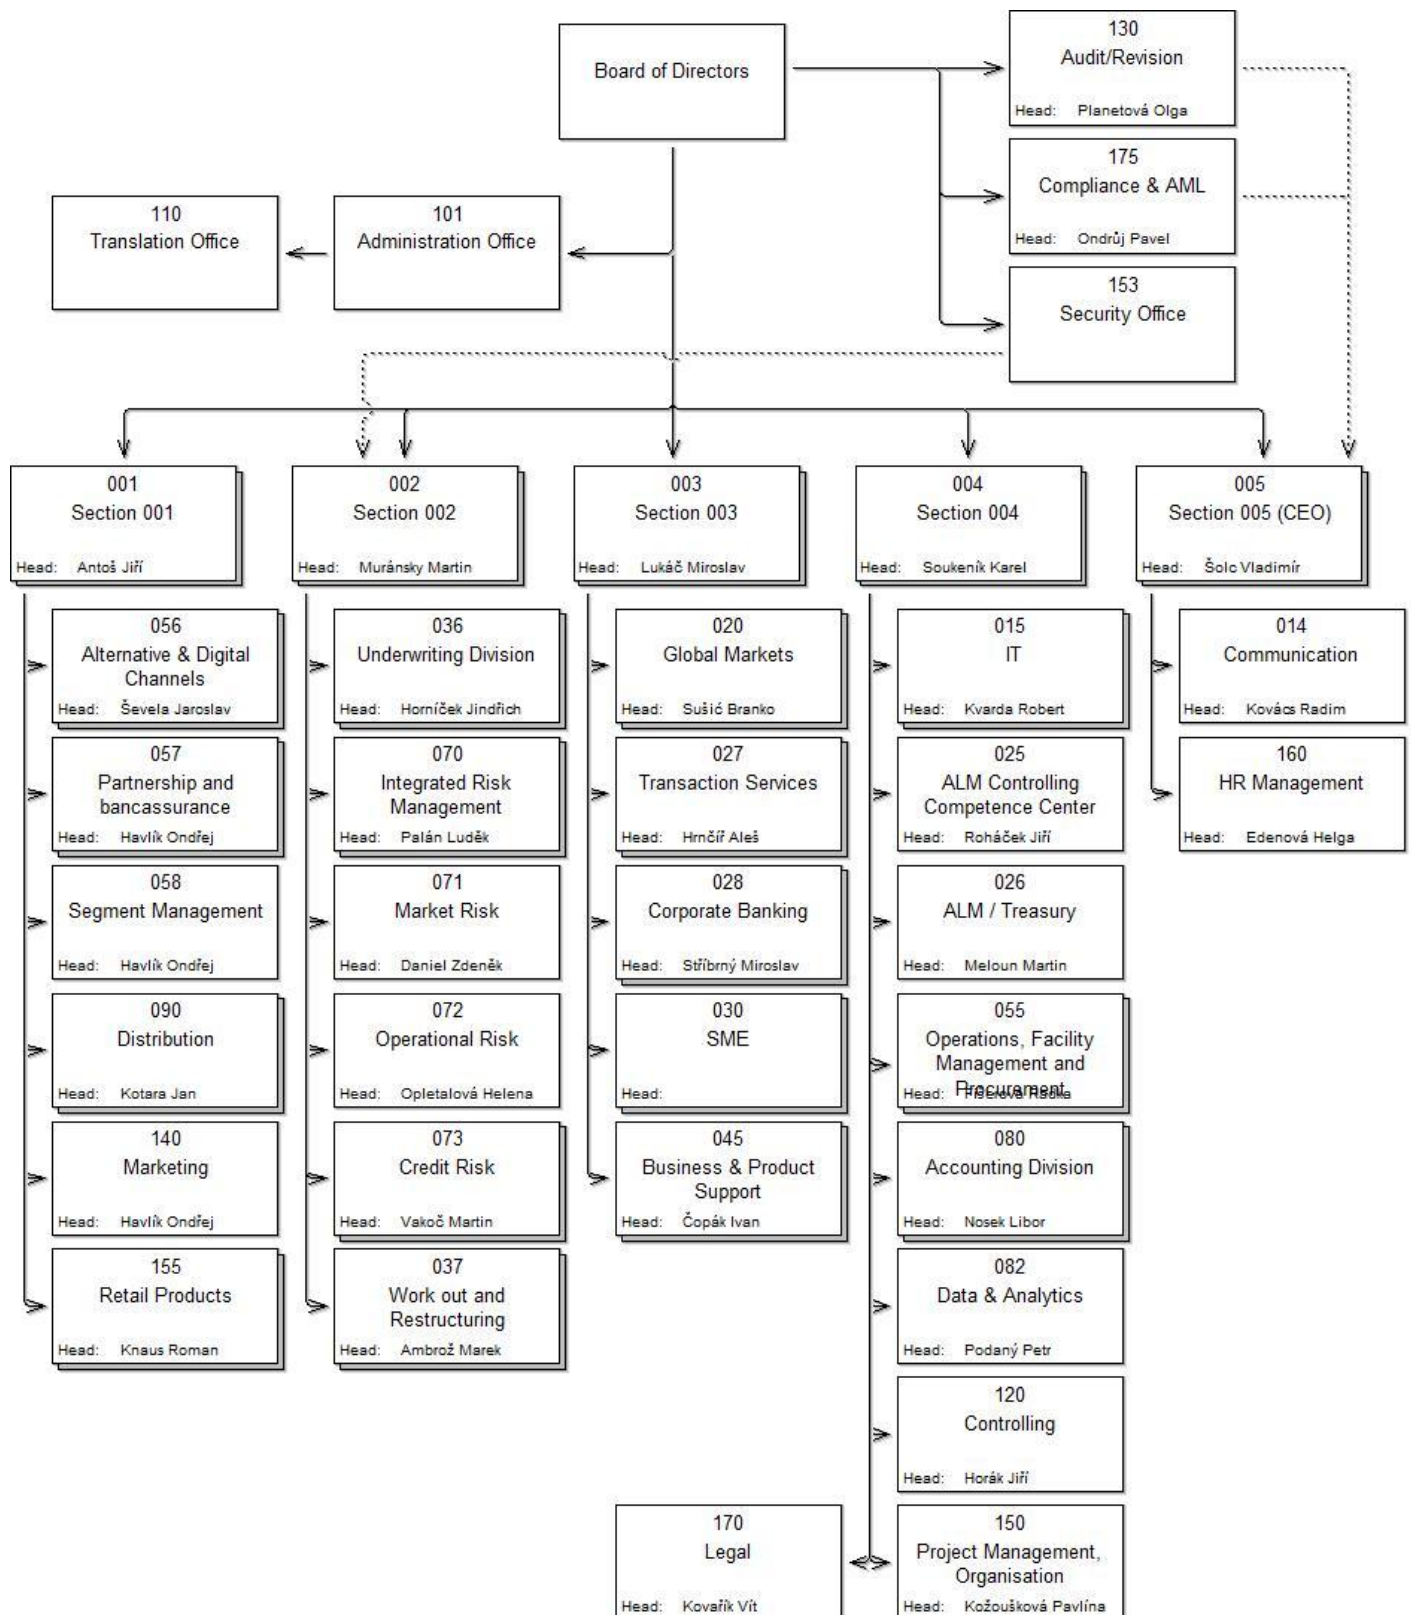 Board of Directors
130
Audit/Revision
Head: Planetová Olga
175
Compliance & AML
Head: Ondrůj Pavel
153
Security Office
110
Translation Office
101
Administration Office
001
Section 001
Head: Antoš Jiří
002
Section 002
Head: Muránsky Martin
003
Section 003
Head: Lukáč Miroslav
004
Section 004
Head: Soukeník Karel
005
Section 005 (CEO)
Head: Šolc Vladimír
056
Alternative & Digital
Channels
Head: Ševela Jaroslav
057
Partnership and
bancassurance
Head: Havlík Ondřej
058
Segment Management
Head: Havlík Ondřej
090
Distribution
Head: Kotara Jan
140
Marketing
Head: Havlík Ondřej
155
Retail Products
Head: Knaus Roman
036
Underwriting Division
Head: Horníček Jindřich
070
Integrated Risk
Management
Head: Palán Luděk
071
Market Risk
Head: Daniel Zdeněk
072
Operational Risk
Head: Opletalová Helena
073
Credit Risk
Head: Vakoč Martin
037
Work out and
Restructuring
Head: Ambrož Marek
020
Global Markets
Head: Sušić Branko
027
Transaction Services
Head: Hrnčíř Aleš
028
Corporate Banking
Head: Stříbrný Miroslav
030
SME
Head:
045
Business & Product
Support
Head: Čopák Ivan
015
IT
Head: Kvarda Robert
025
ALM Controlling
Competence Center
Head: Roháček Jiří
026
ALM / Treasury
Head: Meloun Martin
055
Operations, Facility
Management and
Procurement
Head:
080
Accounting Division
Head: Nosek Libor
082
Data & Analytics
Head: Podaný Petr
120
Controlling
Head: Horák Jiří
170
Legal
Head: Kovařík Vít
150
Project Management,
Organisation
Head: Kožoušková Pavlína
014
Communication
Head: Kovács Radim
160
HR Management
Head: Edenová Helga